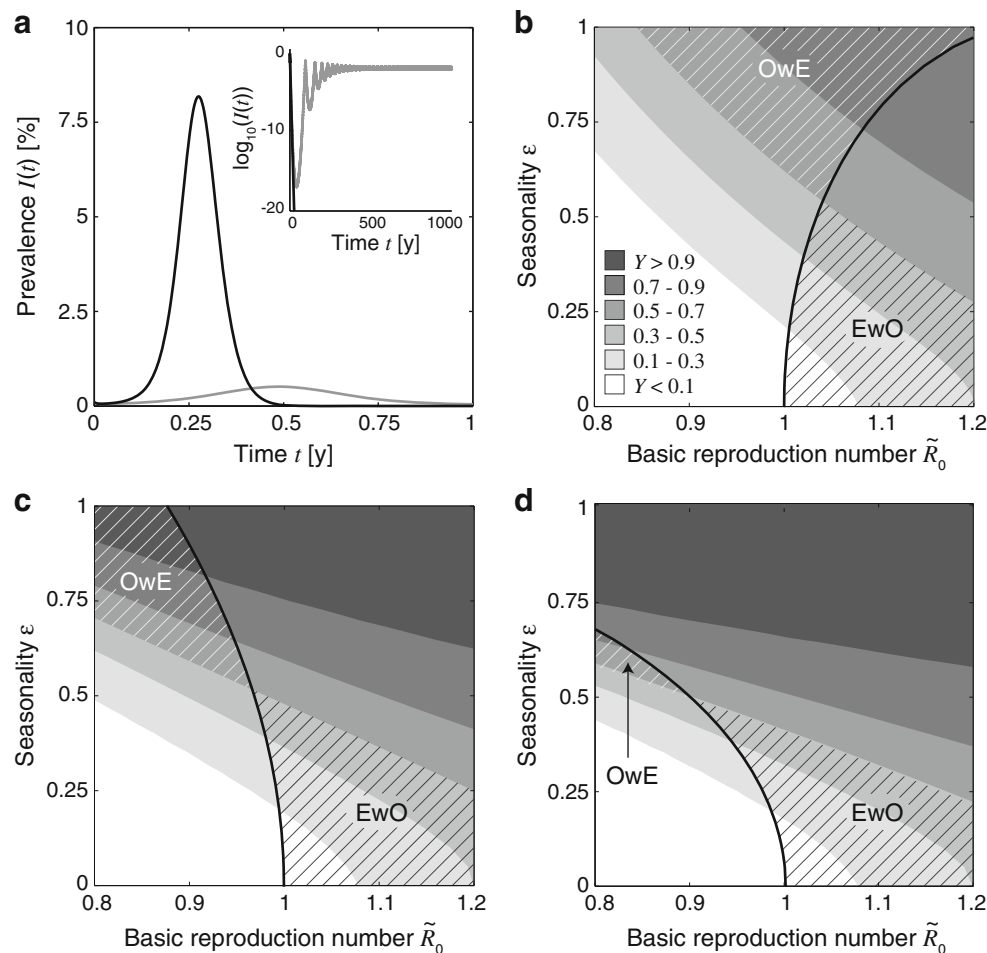 a
10
7.5
5
2.5
0
Prevalence I(t) [%]
0
0.25
0.5
0.75
1
Time t [y]
0
-10
-20
log10(I(t))
0
500
1000
Time t [y]
b
1
0.75
0.5
0.25
0
Seasonality ε
OwE
EwO
Y > 0.9
0.7 - 0.9
0.5 - 0.7
0.3 - 0.5
0.1 - 0.3
Y < 0.1
0.8
0.9
1
1.1
1.2
Basic reproduction number R̃0
c
1
0.75
0.5
0.25
0
Seasonality ε
OwE
EwO
0.8
0.9
1
1.1
1.2
Basic reproduction number R̃0
d
1
0.75
0.5
0.25
0
Seasonality ε
OwE
EwO
0.8
0.9
1
1.1
1.2
Basic reproduction number R̃0